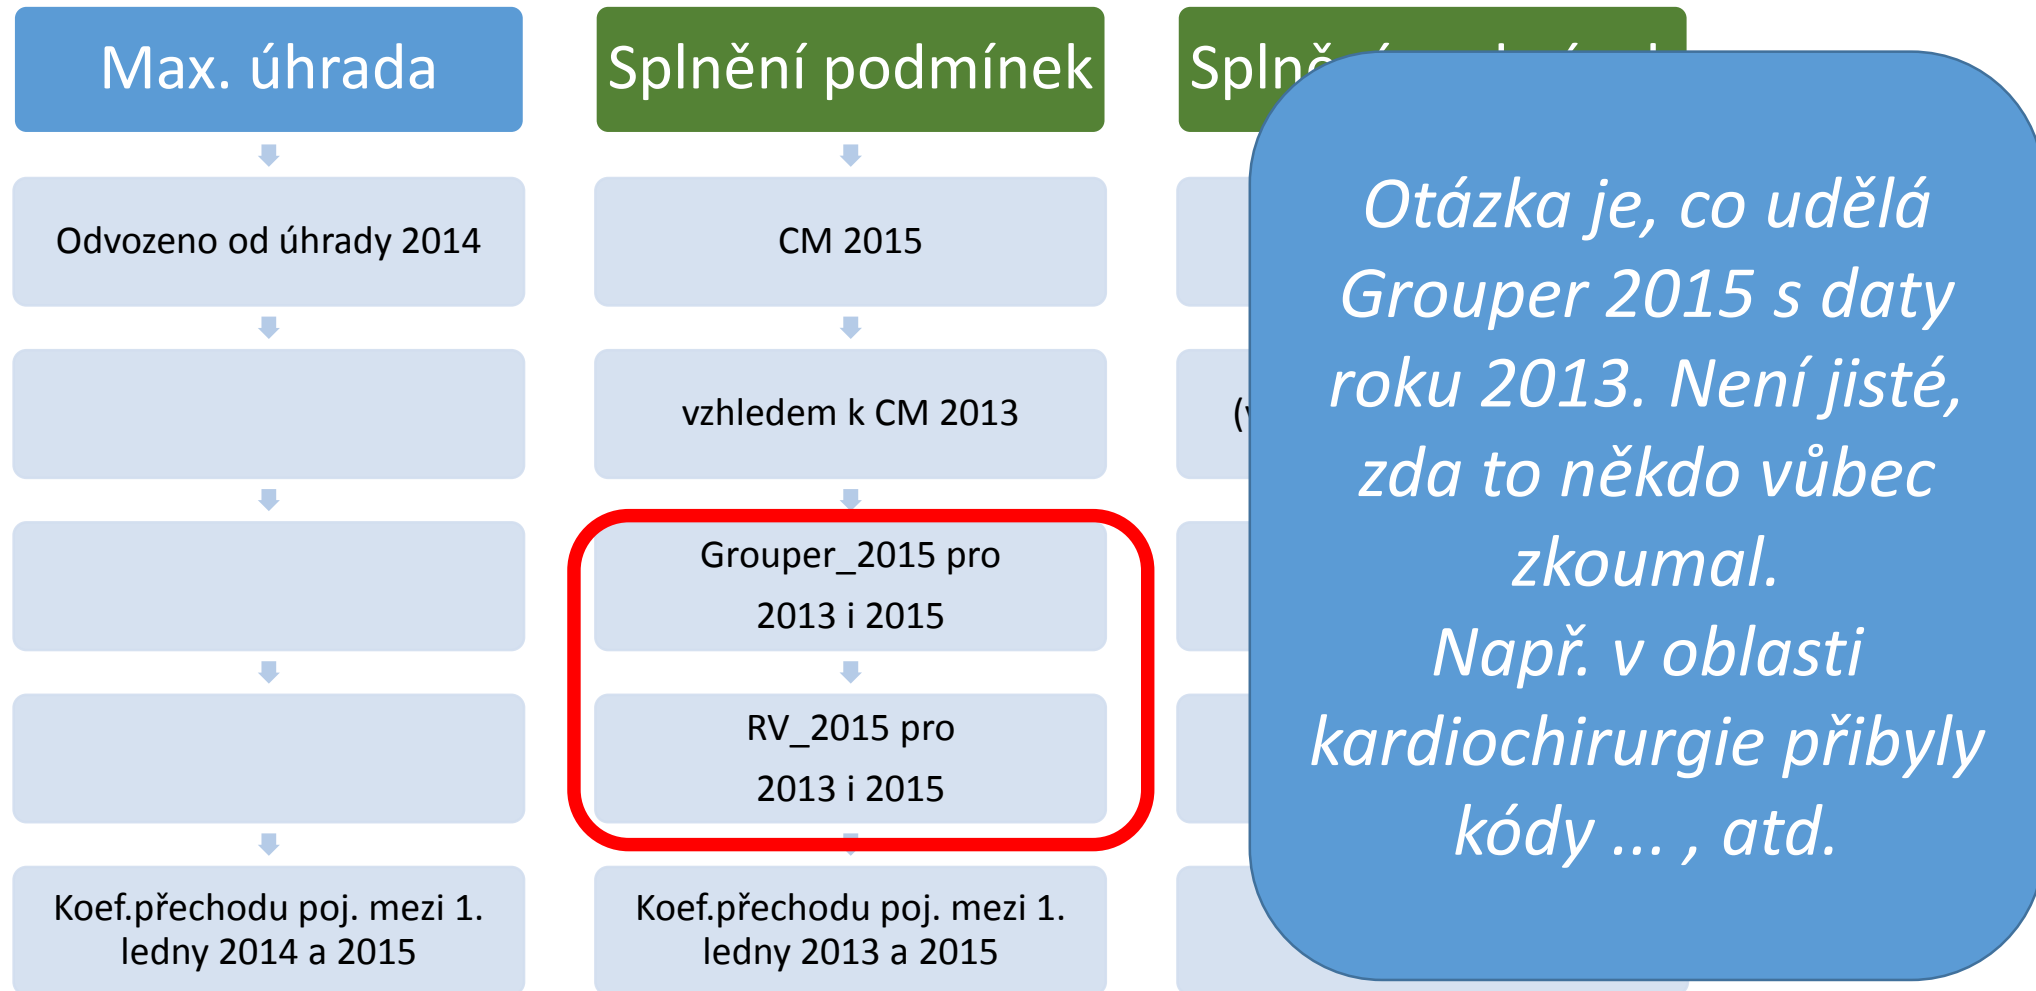 Max. úhrada
Odvozeno od úhrady 2014
Koef.přechodu poj. mezi 1.
ledny 2014 a 2015
Splnění podmínek
CM 2015
vzhledem k CM 2013
Grouper_2015 pro
2013 i 2015
RV_2015 pro
2013 i 2015
Koef.přechodu poj. mezi 1.
ledny 2013 a 2015
Otázka je, co udělá
Grouper 2015 s daty
roku 2013. Není jisté,
zda to někdo vůbec
zkoumal.
Např. v oblasti
kardiochirurgie přibyly
kódy ... , atd.